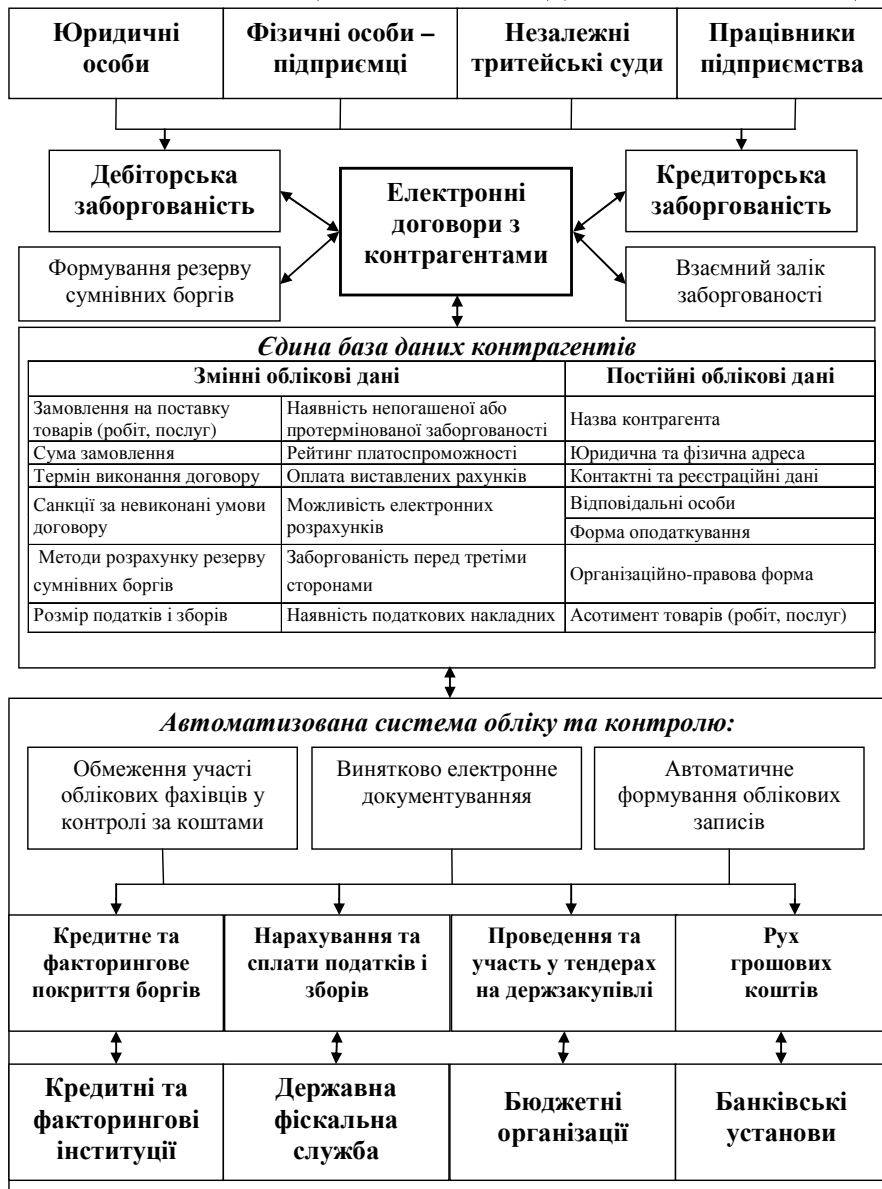 Юридичні
особи
Фізичні особи –
підприємці
Незалежні
тритейські суди
Працівники
підприємства
Дебіторська
заборгованість
Електронні
договори з
контрагентами
Кредиторська
заборгованість
Формування резерву
сумнівних боргів
Взаємний залік
заборгованості
Єдина база даних контрагентів
Змінні облікові дані
Постійні облікові дані
Замовлення на поставку
товарів (робіт, послуг)
Наявність непогашеної або
протермінованої заборгованості
Назва контрагента
Сума замовлення
Рейтинг платоспроможності
Юридична та фізична адреса
Термін виконання договору
Оплата виставлених рахунків
Контактні та реєстраційні дані
Санкції за невиконані умови
договору
Можливість електронних
розрахунків
Відповідальні особи
Форма оподаткування
Методи розрахунку резерву
сумнівних боргів
Заборгованість перед третіми
сторонами
Організаційно-правова форма
Розмір податків і зборів
Наявність податкових накладних
Асотимент товарів (робіт, послуг)
Автоматизована система обліку та контролю:
Обмеження участі
облікових фахівців у
контролі за коштами
Винятково електронне
документуванняя
Автоматичне
формування облікових
записів
Кредитне та
факторингове
покриття боргів
Нарахування та
сплати податків і
зборів
Проведення та
участь у тендерах
на держзакупівлі
Рух
грошових
коштів
Кредитні та
факторингові
інституції
Державна
фіскальна
служба
Бюджетні
організації
Банківські
установи